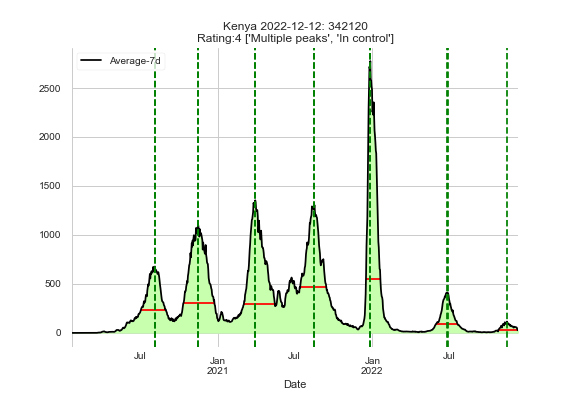 Kenya 2022-12-12: 342120
Rating:4 ['Multiple peaks', 'In control']
Average-7d
2500
2000
1500
1000
500
0
Jul
Jan
2021
Jul
Jan
2022
Jul
Date